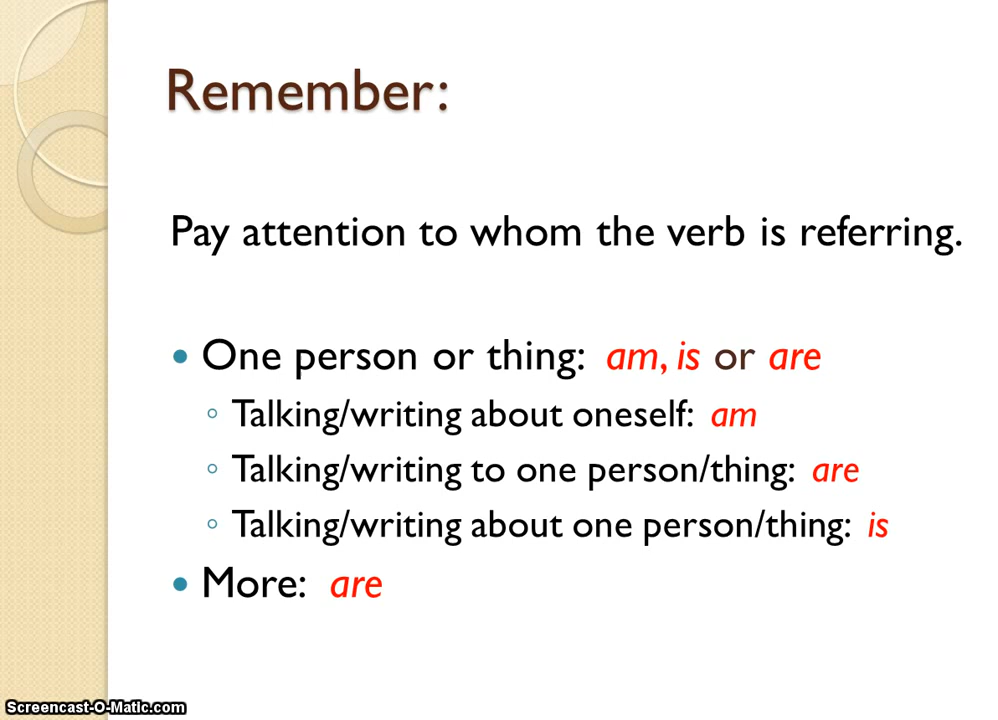 Remember:
Pay attention to whom the verb is referring.
• One person or thing: am, is or are
◦ Talking/writing about oneself: am
◦ Talking/writing to one person/thing: are
◦ Talking/writing about one person/thing: is
• More: are
Screencast-O-Matic.com